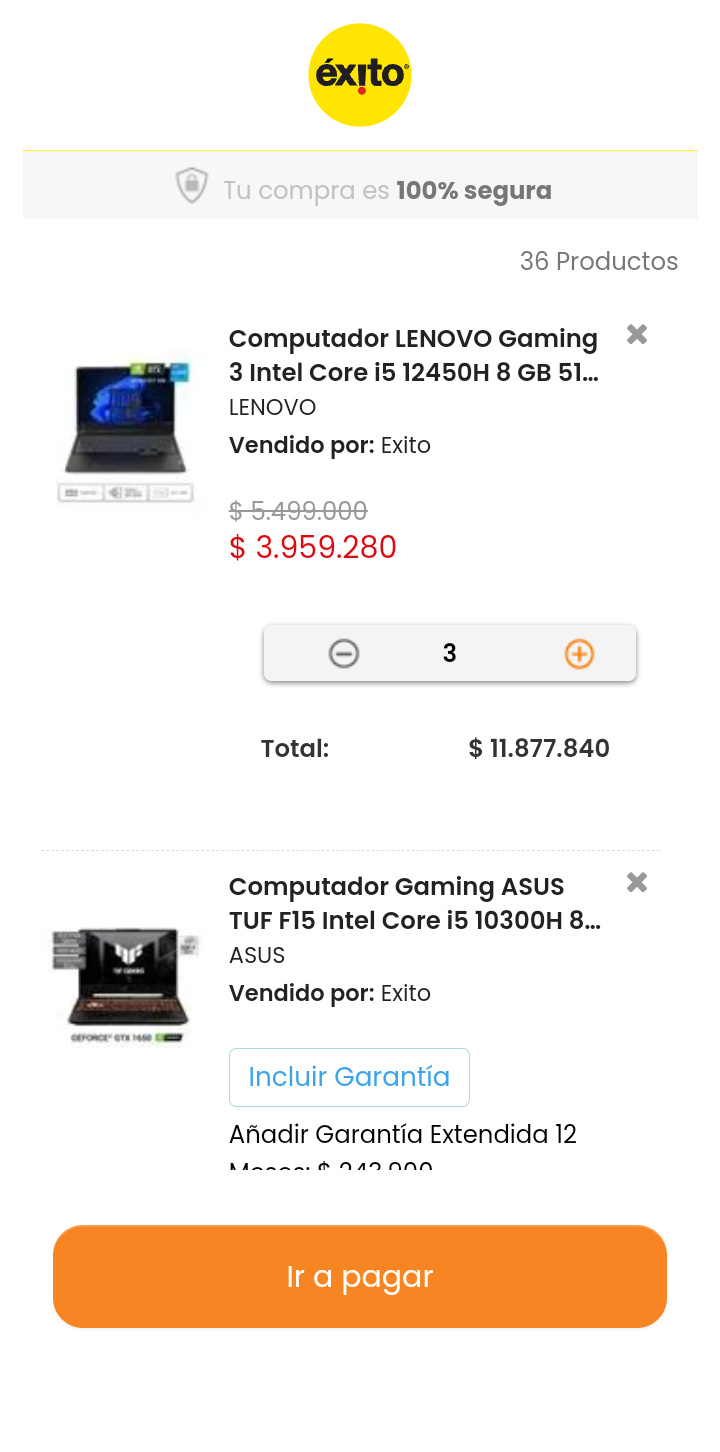 éxito
Tu compra es 100% segura
36 Productos
Computador LENOVO Gaming
3 Intel Core i5 12450H 8 GB 51...
LENOVO
Vendido por: Exito
$ 5.499.000
$ 3.959.280
3
Total: $ 11.877.840
Computador Gaming ASUS
TUF F15 Intel Core i5 10300H 8...
ASUS
Vendido por: Exito
GEFORCE® GTX 1650
Incluir Garantía
Añadir Garantía Extendida 12
Meses: $ 243.900
Ir a pagar